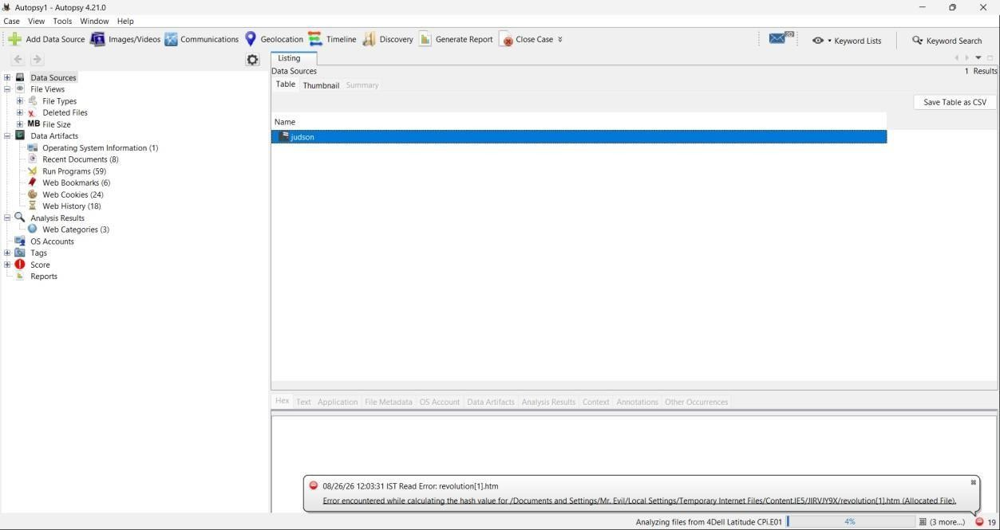 Autopsy1 - Autopsy 4.21.0
Case View Tools Window Help
Add Data Source Images/Videos Communications Geolocation Timeline Discovery Generate Report Close Case Keyword Lists Keyword Search
Listing
Data Sources
1 Results
Table Thumbnail Summary
Save Table as CSV
Name
judson
Data Sources
File Views
File Types
Deleted Files
MB File Size
Data Artifacts
Operating System Information (1)
Recent Documents (8)
Run Programs (59)
Web Bookmarks (6)
Web Cookies (24)
Web History (18)
Analysis Results
Web Categories (3)
OS Accounts
Tags
Score
Reports
Hex Text Application File Metadata OS Account Data Artifacts Analysis Results Context Annotations Other Occurrences
08/26/26 12:03:31 IST Read Error: revolution[1].htm
Error encountered while calculating the hash value for /Documents and Settings/Mr. Evil/Local Settings/Temporary Internet Files/Content.IE5/JIRVJY9X/revolution[1].htm (Allocated File).
Analyzing files from 4Dell Latitude CPi.E01 4% (3 more...) 19